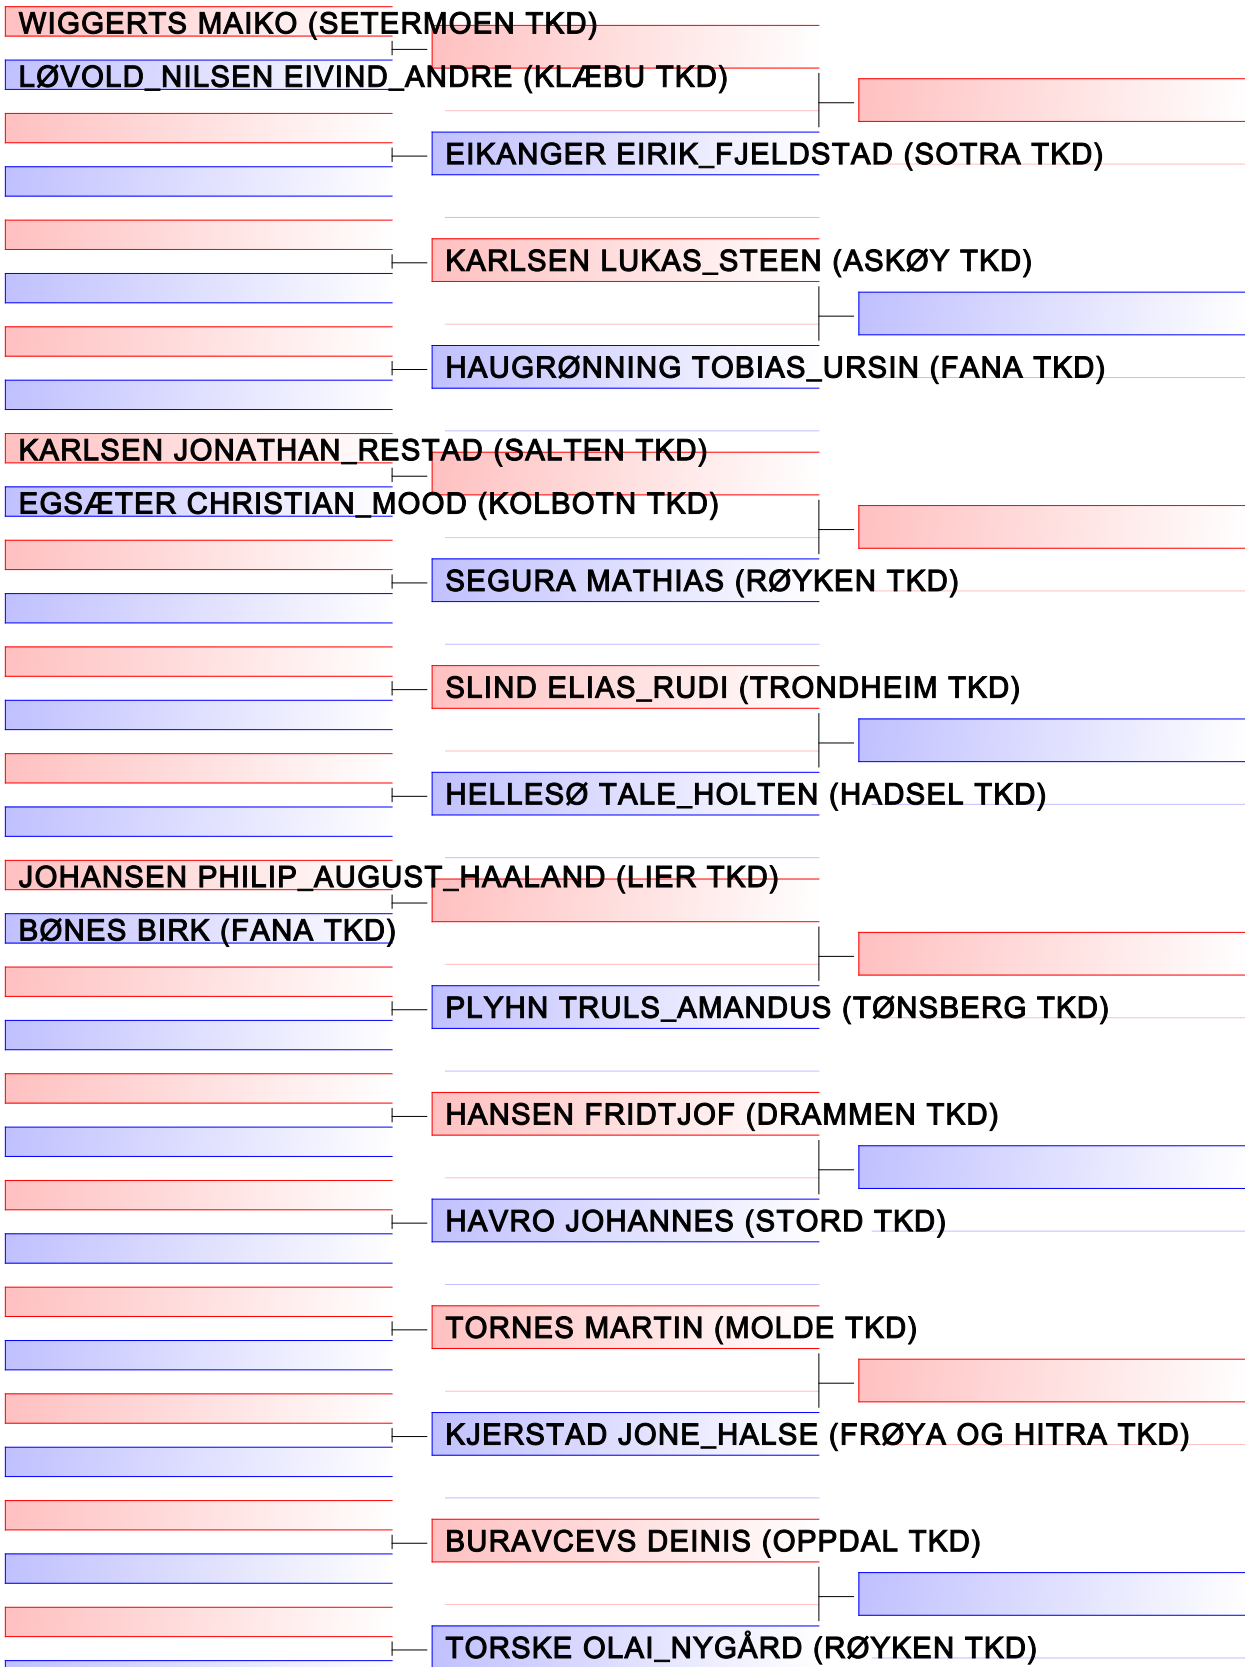 WIGGERTS MAIKO (SETERMOEN TKD)
LØVOLD_NILSEN EIVIND_ANDRE (KLÆBU TKD)
EIKANGER EIRIK_FJELDSTAD (SOTRA TKD)
KARLSEN LUKAS_STEEN (ASKØY TKD)
HAUGRØNNING TOBIAS_URSIN (FANA TKD)
KARLSEN JONATHAN_RESTAD (SALTEN TKD)
EGSÆTER CHRISTIAN_MOOD (KOLBOTN TKD)
SEGURA MATHIAS (RØYKEN TKD)
SLIND ELIAS_RUDI (TRONDHEIM TKD)
HELLESØ TALE_HOLTEN (HADSEL TKD)
JOHANSEN PHILIP_AUGUST_HAALAND (LIER TKD)
BØNES BIRK (FANA TKD)
PLYHN TRULS_AMANDUS (TØNSBERG TKD)
HANSEN FRIDTJOF (DRAMMEN TKD)
HAVRO JOHANNES (STORD TKD)
TORNES MARTIN (MOLDE TKD)
KJERSTAD JONE_HALSE (FRØYA OG HITRA TKD)
BURAVCEVS DEINIS (OPPDAL TKD)
TORSKE OLAI_NYGÅRD (RØYKEN TKD)